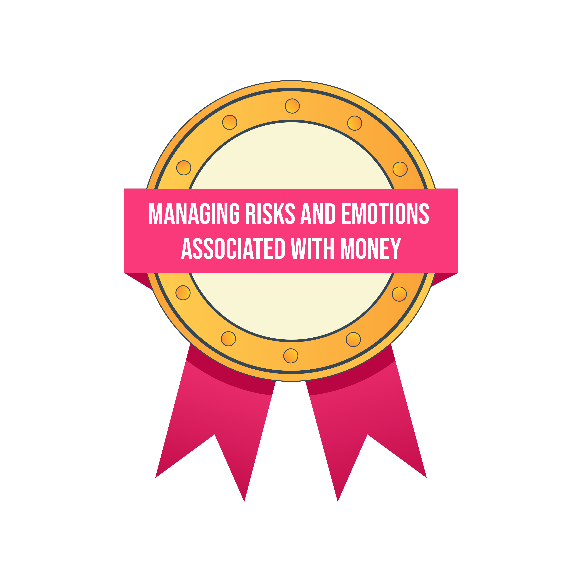 MANAGING RISKS AND EMOTIONS
ASSOCIATED WITH MONEY